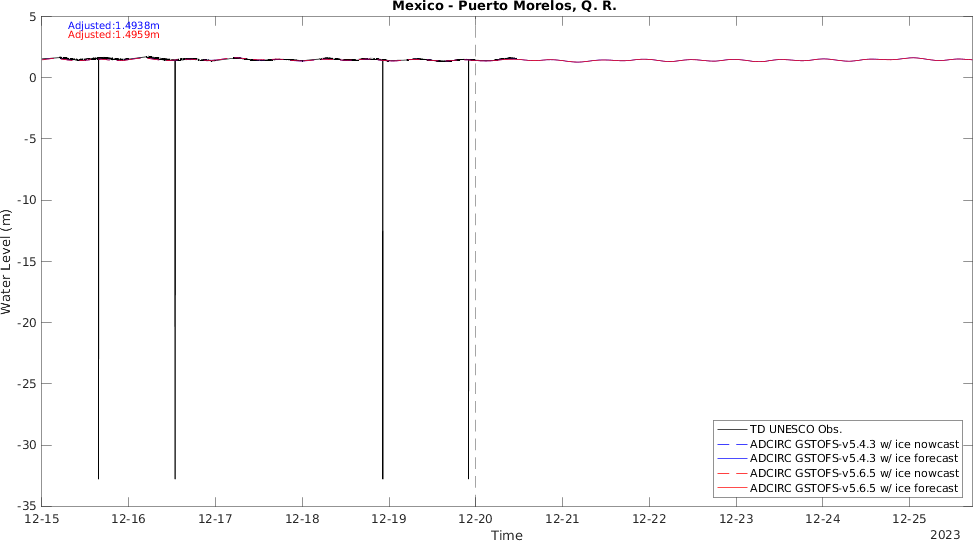 Mexico - Puerto Morelos, Q. R.
Adjusted:1.4938m
Adjusted:1.4959m
5
0
-5
-10
-15
-20
-25
-30
-35
Water Level (m)
12-15 12-16 12-17 12-18 12-19 12-20 12-21 12-22 12-23 12-24 12-25
Time
2023
TD UNESCO Obs.
ADCIRC GSTOFS-v5.4.3 w/ ice nowcast
ADCIRC GSTOFS-v5.4.3 w/ ice forecast
ADCIRC GSTOFS-v5.6.5 w/ ice nowcast
ADCIRC GSTOFS-v5.6.5 w/ ice forecast